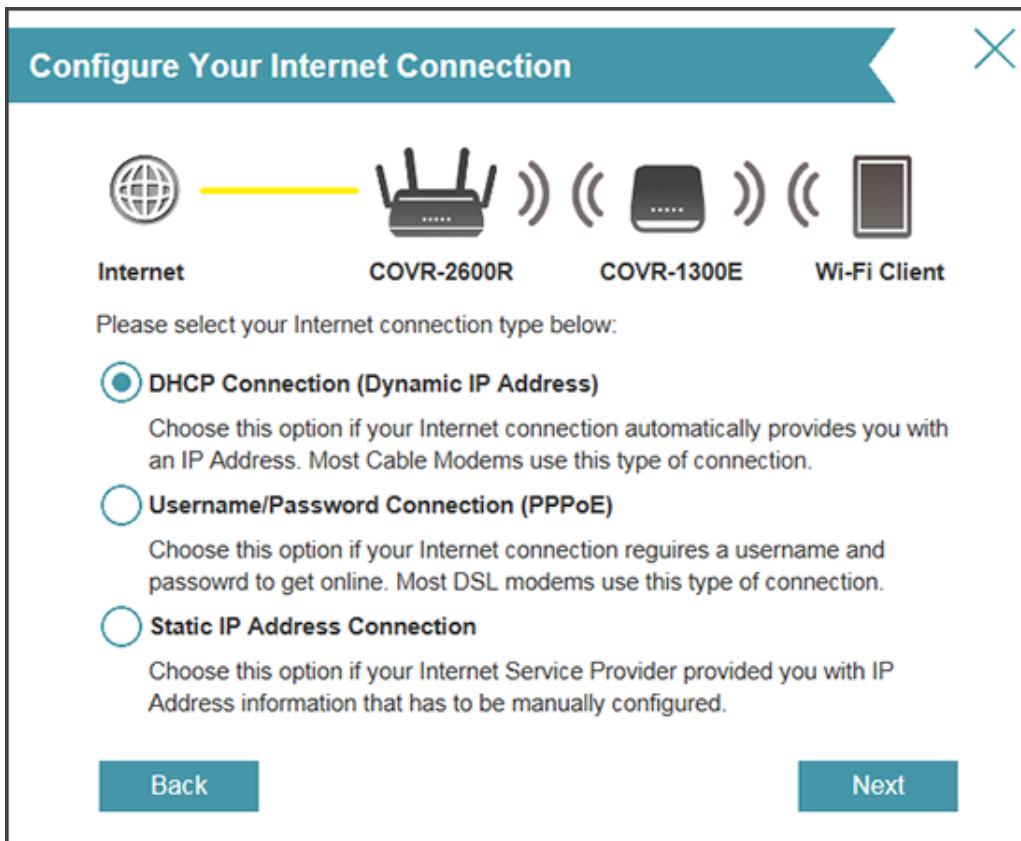 Configure Your Internet Connection
Internet
COVR-2600R
COVR-1300E
Wi-Fi Client
Please select your Internet connection type below:
DHCP Connection (Dynamic IP Address)
Choose this option if your Internet connection automatically provides you with
an IP Address. Most Cable Modems use this type of connection.
Username/Password Connection (PPPoE)
Choose this option if your Internet connection reguires a username and
passowrd to get online. Most DSL modems use this type of connection.
Static IP Address Connection
Choose this option if your Internet Service Provider provided you with IP
Address information that has to be manually configured.
Back
Next